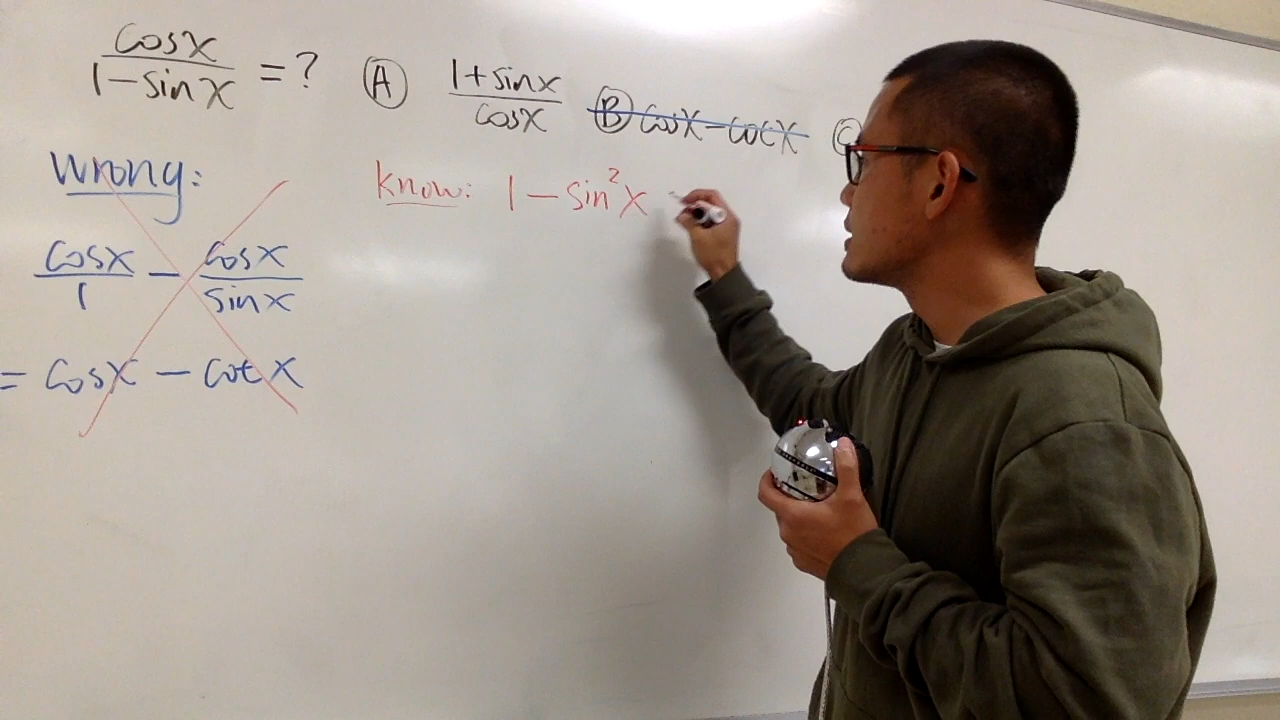 cosx / 1-sinx = ? Ⓐ 1+sinx / cosx Ⓑ cosx-cotx Ⓒ
wrong:
know: 1-sin²x
cosx / 1 - cosx / sinx
= cosx - cotx